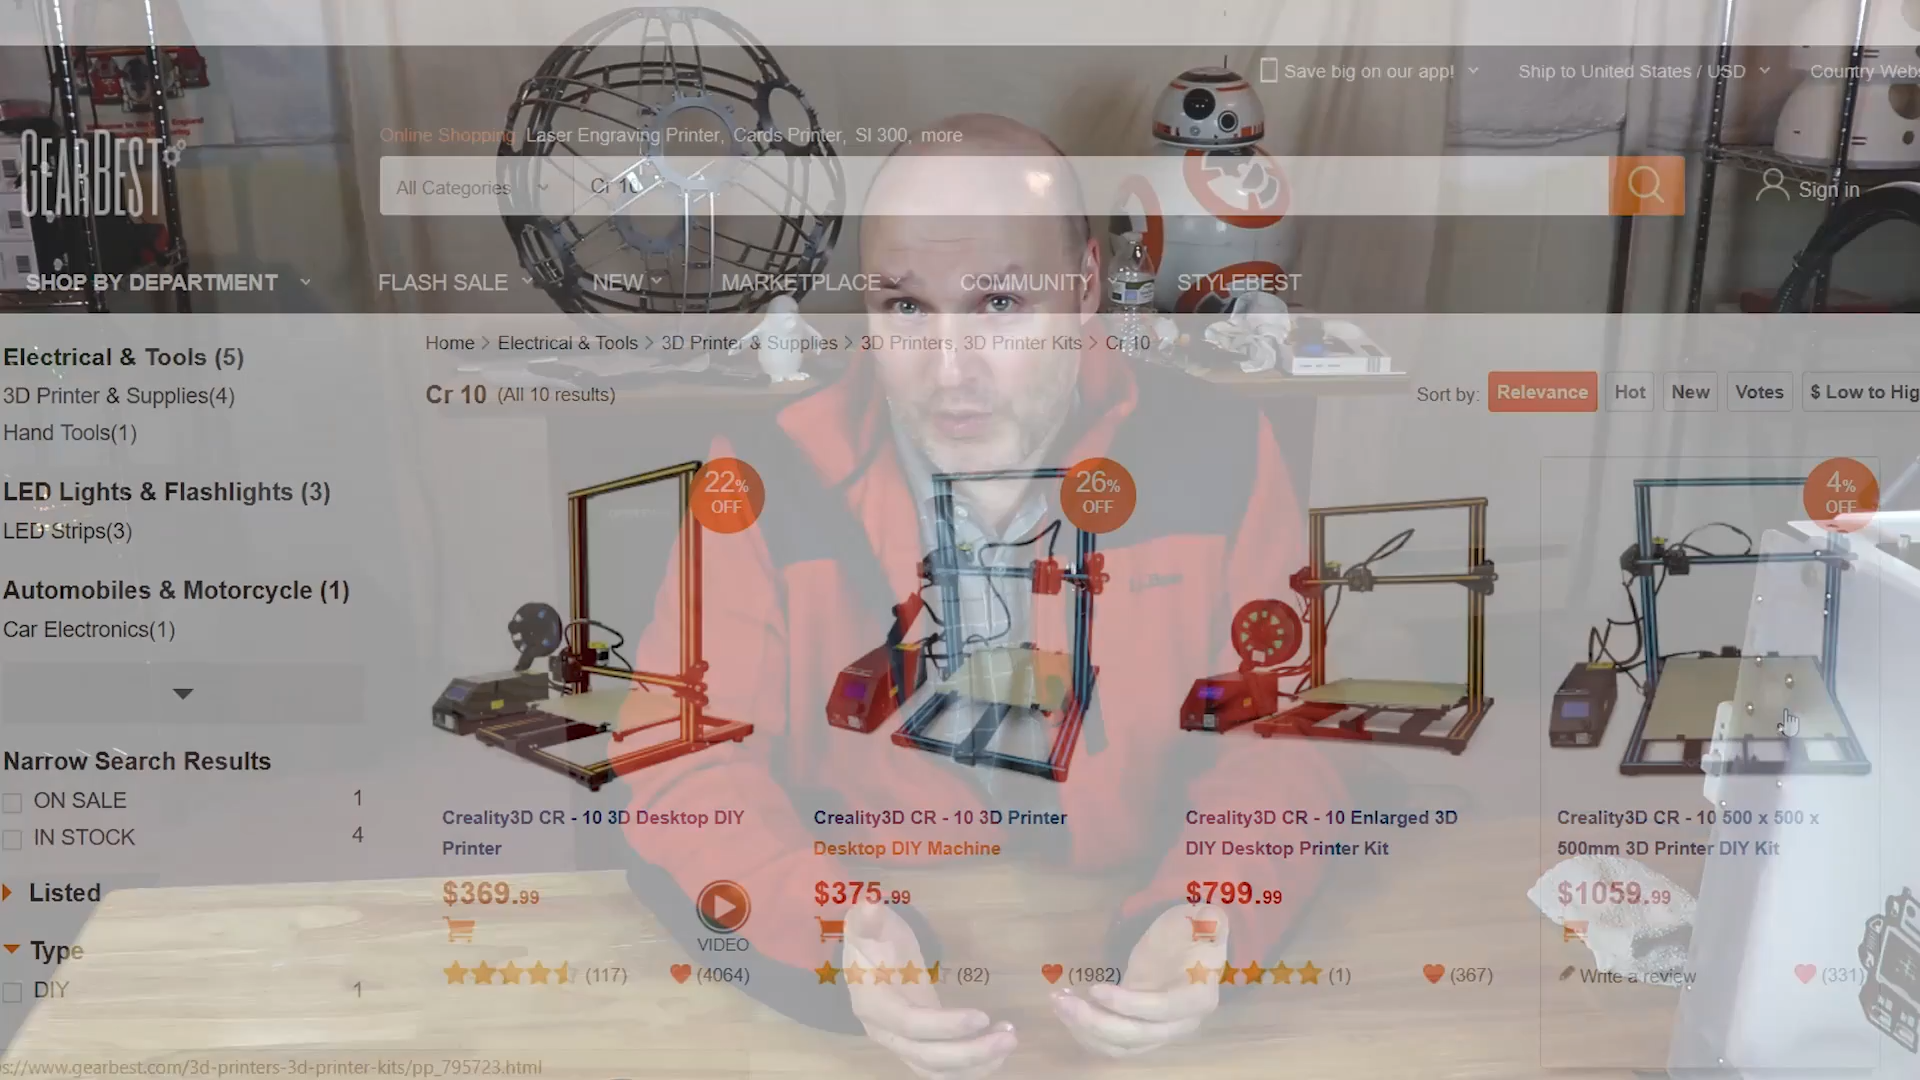 Save big on our app!
Ship to United States / USD
Country Webs
GEARBEST
Online Shopping, Laser Engraving Printer, Cards Printer, SI 300, more
All Categories
Cr 10
Sign in
SHOP BY DEPARTMENT
FLASH SALE
NEW
MARKETPLACE
COMMUNITY
STYLEBEST
Home > Electrical & Tools > 3D Printer & Supplies > 3D Printers, 3D Printer Kits > Cr 10
Cr 10 (All 10 results)
Sort by: Relevance Hot New Votes $ Low to Hig
Electrical & Tools (5)
3D Printer & Supplies(4)
Hand Tools(1)
LED Lights & Flashlights (3)
LED Strips(3)
Automobiles & Motorcycle (1)
Car Electronics(1)
Narrow Search Results
ON SALE 1
IN STOCK 4
Listed
Type
DIY 1
22% OFF
Creality3D CR - 10 3D Desktop DIY
Printer
$369.99
VIDEO
(117) (4064)
26% OFF
Creality3D CR - 10 3D Printer
Desktop DIY Machine
$375.99
(82) (1982)
Creality3D CR - 10 Enlarged 3D
DIY Desktop Printer Kit
$799.99
(1) (367)
4% OFF
Creality3D CR - 10 500 x 500 x
500mm 3D Printer DIY Kit
$1059.99
Write a review (331)
s://www.gearbest.com/3d-printers-3d-printer-kits/pp_795723.html